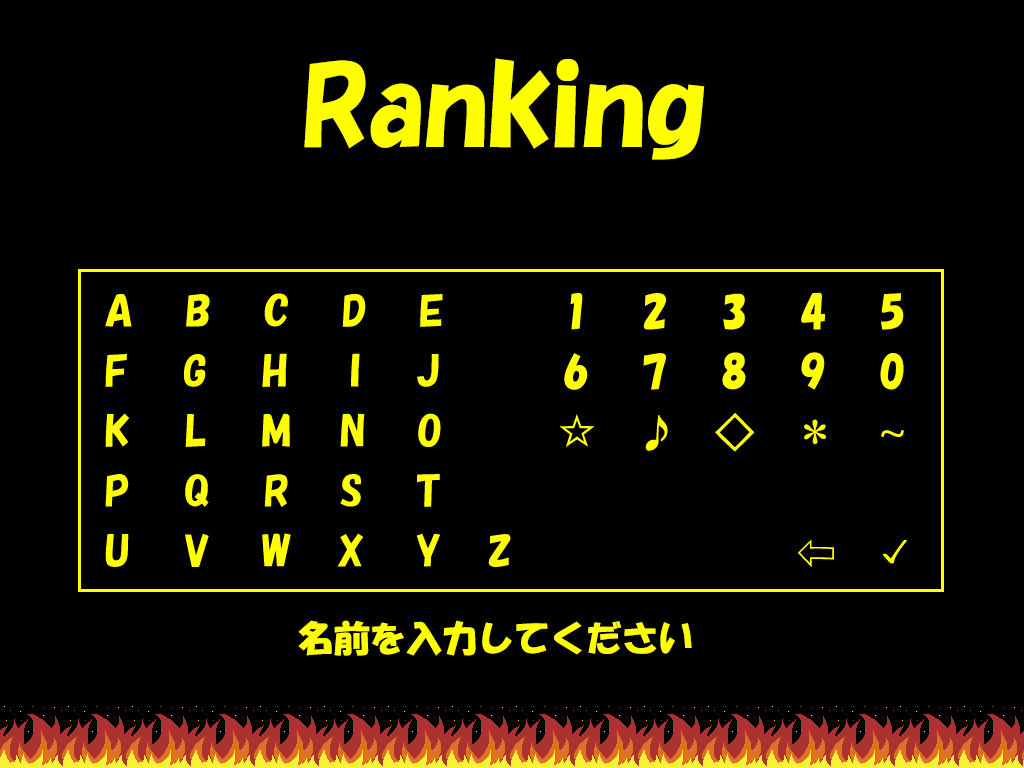 Ranking
A B C D E 1 2 3 4 5
F G H I J 6 7 8 9 0
K L M N O ☆ ♪ ◇ * ~
P Q R S T
U V W X Y Z ⇦ ✓
名前を入力してください